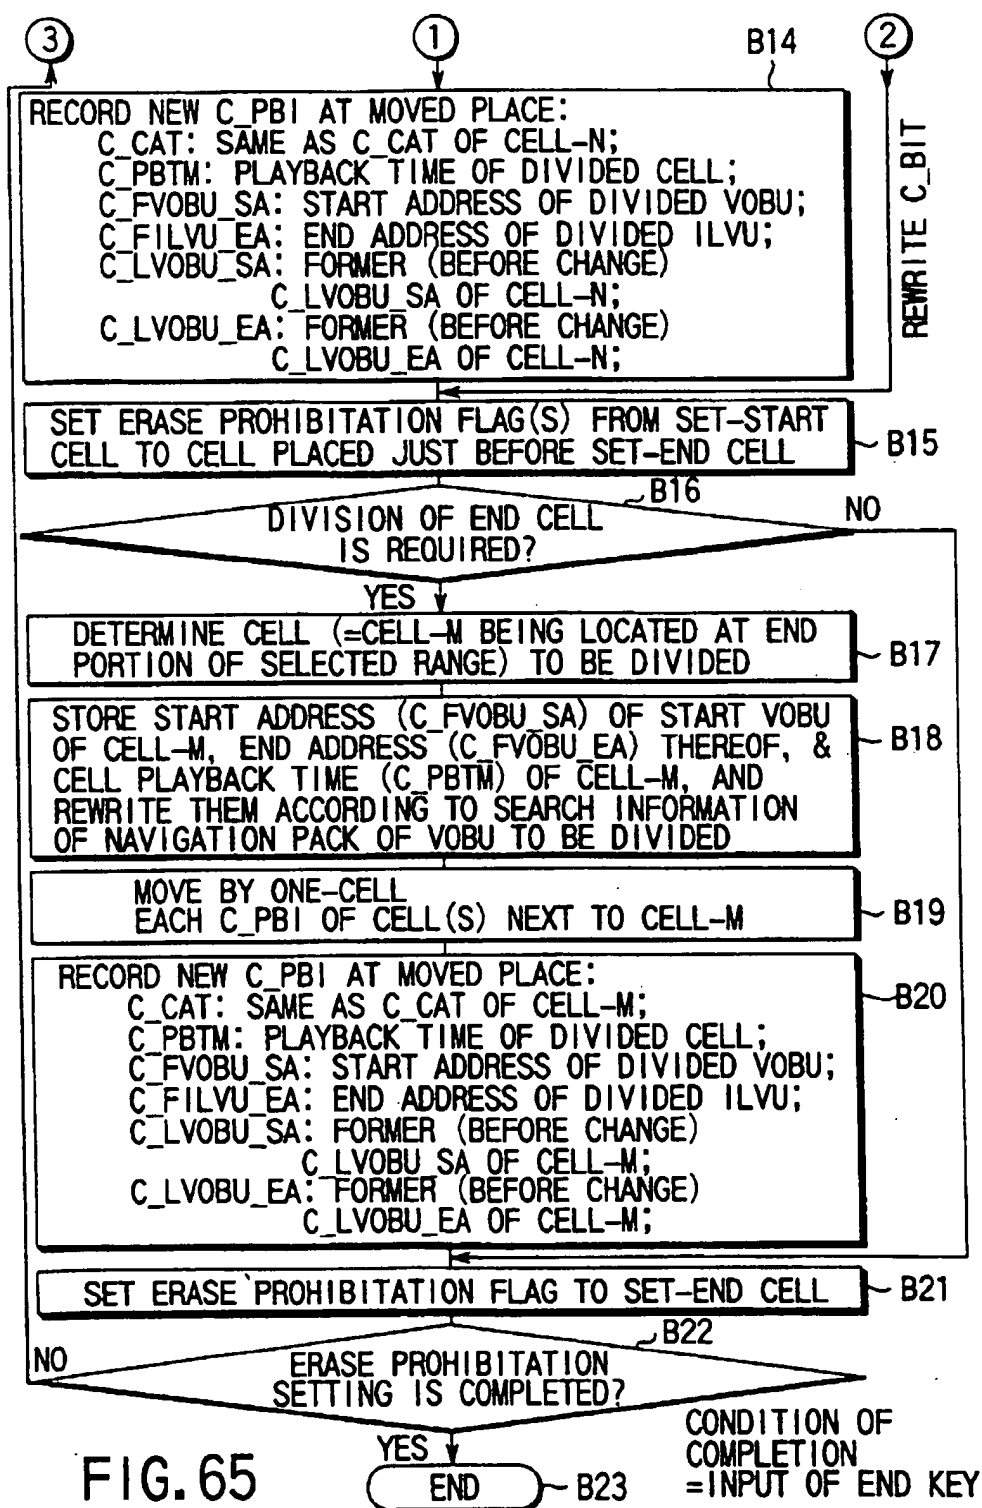 3
1
2
B14
RECORD NEW C_PBI AT MOVED PLACE:
C_CAT: SAME AS C_CAT OF CELL-N;
C_PBTM: PLAYBACK TIME OF DIVIDED CELL;
C_FVOBU_SA: START ADDRESS OF DIVIDED VOBU;
C_FILVU_EA: END ADDRESS OF DIVIDED ILVU;
C_LVOBU_SA: FORMER (BEFORE CHANGE)
C_LVOBU_SA OF CELL-N;
C_LVOBU_EA: FORMER (BEFORE CHANGE)
C_LVOBU_EA OF CELL-N;
REWRITE C_BIT
SET ERASE PROHIBITATION FLAG(S) FROM SET-START
CELL TO CELL PLACED JUST BEFORE SET-END CELL
B15
B16
DIVISION OF END CELL
IS REQUIRED?
NO
YES
DETERMINE CELL (=CELL-M BEING LOCATED AT END
PORTION OF SELECTED RANGE) TO BE DIVIDED
B17
STORE START ADDRESS (C_FVOBU_SA) OF START VOBU
OF CELL-M, END ADDRESS (C_FVOBU_EA) THEREOF, &
CELL PLAYBACK TIME (C_PBTM) OF CELL-M, AND
REWRITE THEM ACCORDING TO SEARCH INFORMATION
OF NAVIGATION PACK OF VOBU TO BE DIVIDED
B18
MOVE BY ONE-CELL
EACH C_PBI OF CELL(S) NEXT TO CELL-M
B19
RECORD NEW C_PBI AT MOVED PLACE:
C_CAT: SAME AS C_CAT OF CELL-M;
C_PBTM: PLAYBACK TIME OF DIVIDED CELL;
C_FVOBU_SA: START ADDRESS OF DIVIDED VOBU;
C_FILVU_EA: END ADDRESS OF DIVIDED ILVU;
C_LVOBU_SA: FORMER (BEFORE CHANGE)
C_LVOBU_SA OF CELL-M;
C_LVOBU_EA: FORMER (BEFORE CHANGE)
C_LVOBU_EA OF CELL-M;
B20
SET ERASE PROHIBITATION FLAG TO SET-END CELL
B21
B22
NO
ERASE PROHIBITATION
SETTING IS COMPLETED?
YES
CONDITION OF
COMPLETION
=INPUT OF END KEY
END
B23
FIG.65